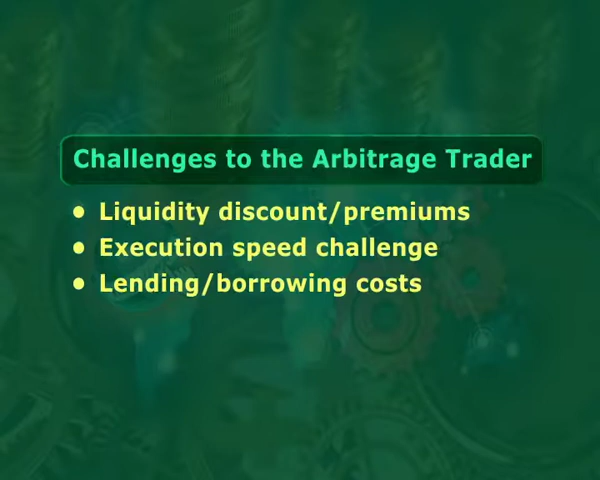 Challenges to the Arbitrage Trader
• Liquidity discount/premiums
• Execution speed challenge
• Lending/borrowing costs